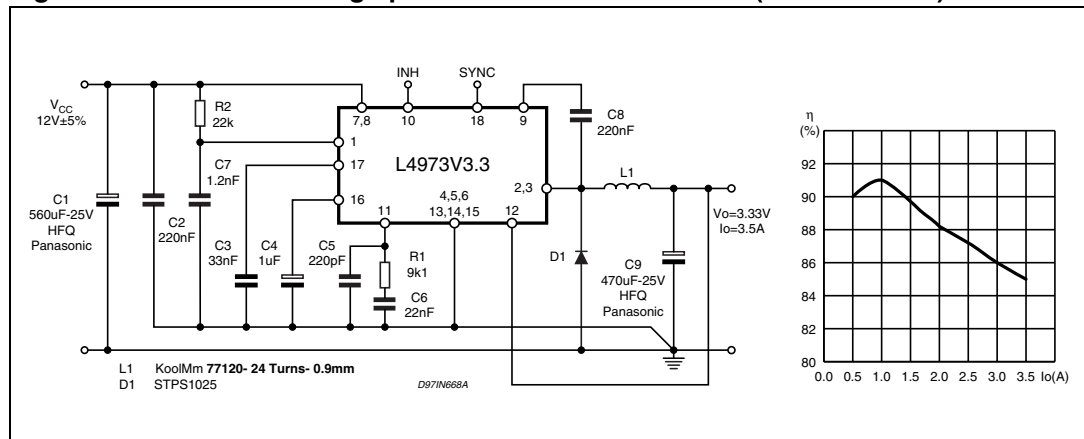 INH
SYNC
VCC
12V±5%
R2
22k
7,8
10
18
9
C8
220nF
1
17
16
L4973V3.3
4,5,6
13,14,15
11
12
2,3
L1
C7
1.2nF
C1
560uF-25V
HFQ
Panasonic
C2
220nF
C3
33nF
C4
1uF
C5
220pF
R1
9k1
C6
22nF
D1
C9
470uF-25V
HFQ
Panasonic
Vo=3.33V
Io=3.5A
L1 KoolMm 77120- 24 Turns- 0.9mm
D1 STPS1025
D97IN668A
η
(%)
92
90
88
86
84
82
80
0.0 0.5 1.0 1.5 2.0 2.5 3.0 3.5 Io(A)